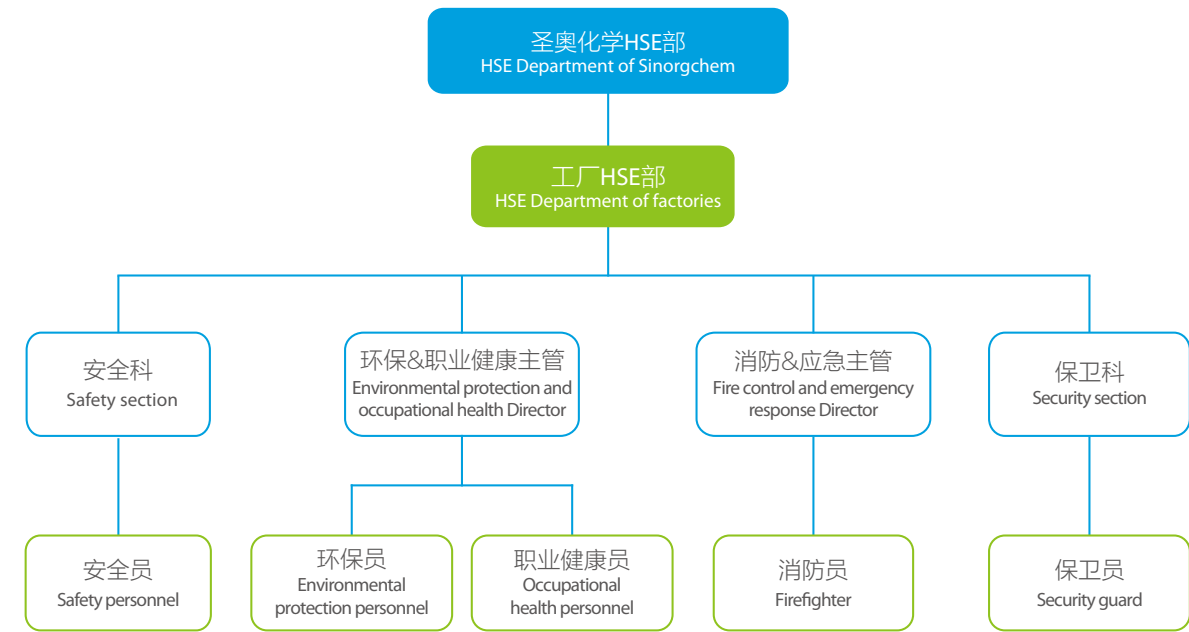 圣奥化学HSE部
HSE Department of Sinorgchem
工厂HSE部
HSE Department of factories
安全科
Safety section
环保&职业健康主管
Environmental protection and
occupational health Director
消防&应急主管
Fire control and emergency
response Director
保卫科
Security section
安全员
Safety personnel
环保员
Environmental
protection personnel
职业健康员
Occupational
health personnel
消防员
Firefighter
保卫员
Security guard